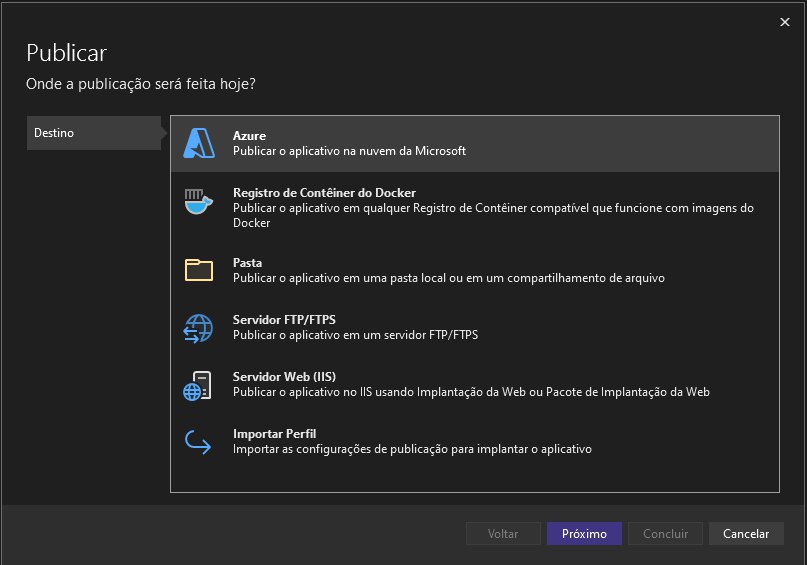 Publicar
Onde a publicação será feita hoje?
Destino
Azure
Publicar o aplicativo na nuvem da Microsoft
Registro de Contêiner do Docker
Publicar o aplicativo em qualquer Registro de Contêiner compatível que funcione com imagens do
Docker
Pasta
Publicar o aplicativo em uma pasta local ou em um compartilhamento de arquivo
Servidor FTP/FTPS
Publicar o aplicativo em um servidor FTP/FTPS
Servidor Web (IIS)
Publicar o aplicativo no IIS usando Implantação da Web ou Pacote de Implantação da Web
Importar Perfil
Importar as configurações de publicação para implantar o aplicativo
Voltar
Próximo
Concluir
Cancelar